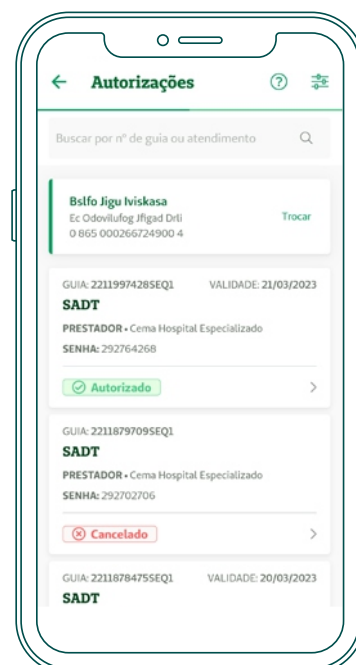 Autorizações
Buscar por nº de guia ou atendimento
Bslfo Jigu Iviskasa
Ec Odovilufog Jfigad Drli
0 865 000266724900 4
Trocar
GUIA: 2211997428SEQ1 VALIDADE: 21/03/2023
SADT
PRESTADOR • Cema Hospital Especializado
SENHA: 292764268
Autorizado
GUIA: 2211879709SEQ1
SADT
PRESTADOR • Cema Hospital Especializado
SENHA: 292702706
Cancelado
GUIA: 2211878475SEQ1 VALIDADE: 20/03/2023
SADT